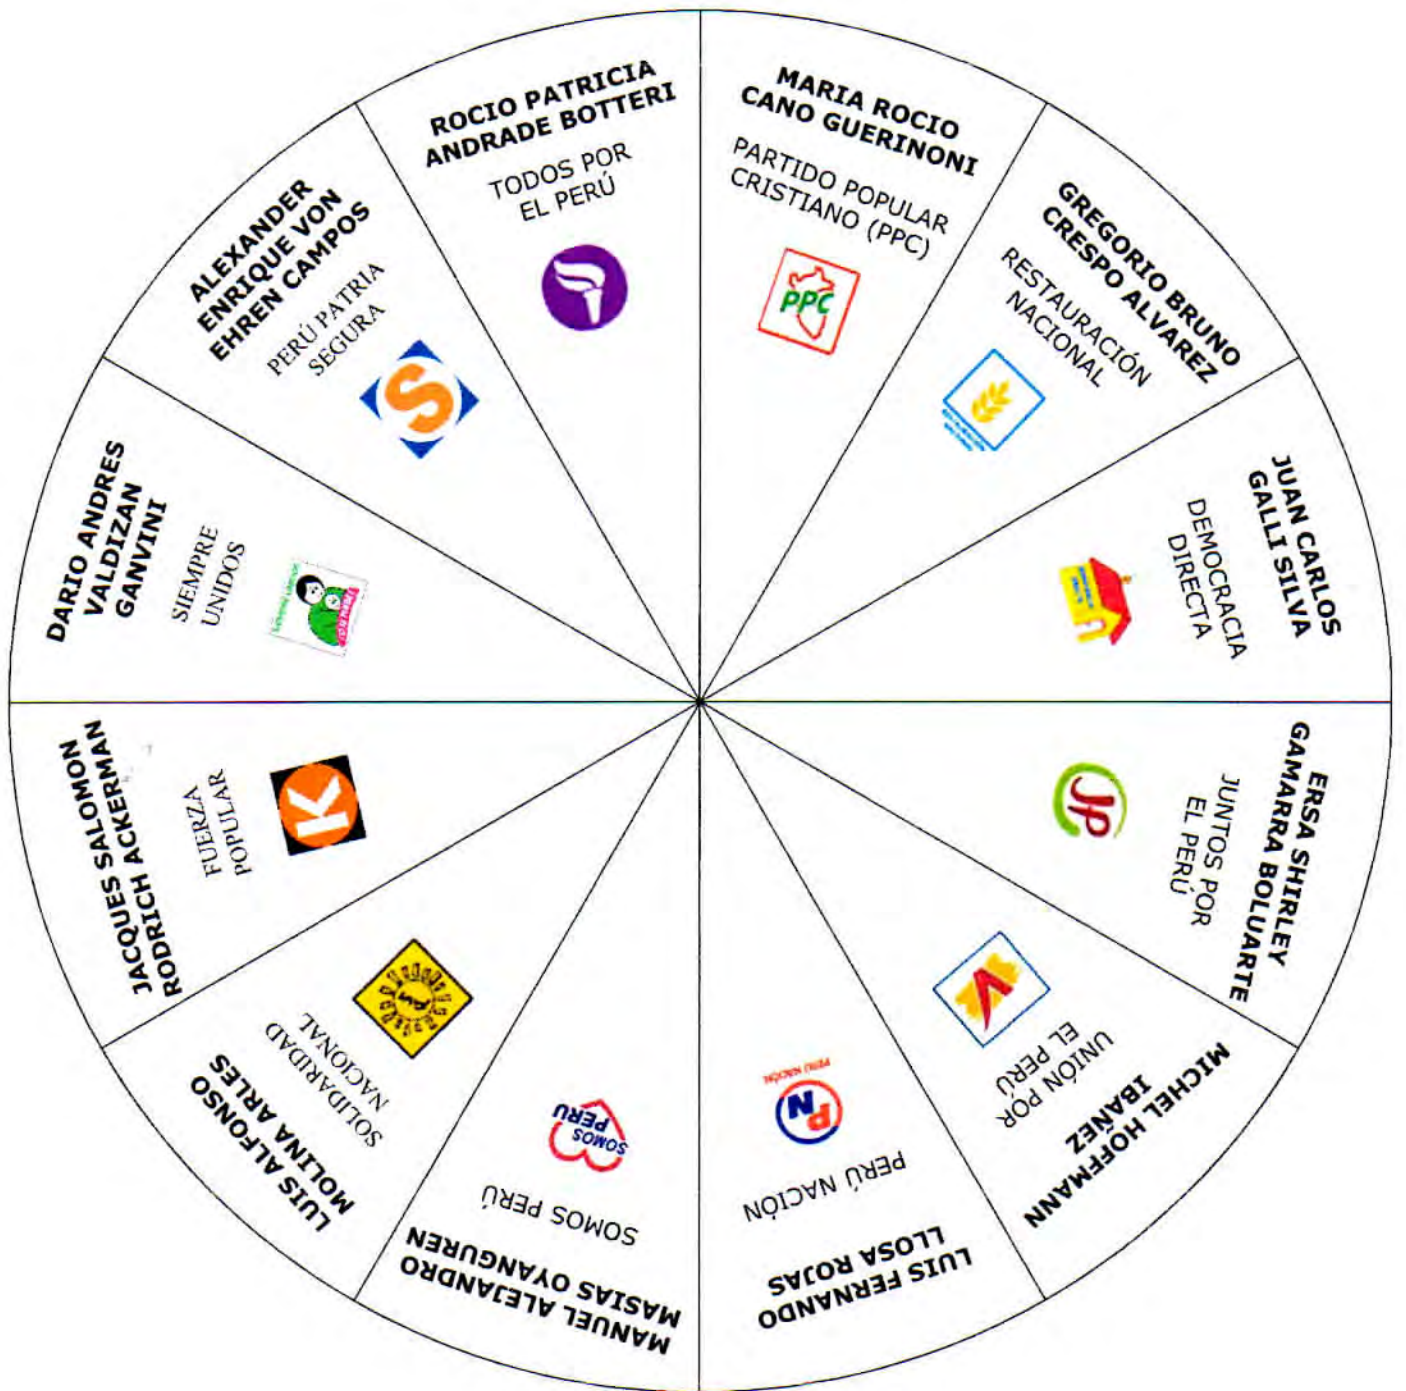 ROCIO PATRICIA
ANDRADE BOTTERI
TODOS POR
EL PERÚ
MARIA ROCIO
CANO GUERINONI
PARTIDO POPULAR
CRISTIANO (PPC)
PPC
GREGORIO BRUNO
CRESPO ALVAREZ
RESTAURACIÓN
NACIONAL
JUAN CARLOS
GALLI SILVA
DEMOCRACIA
DIRECTA
ERSA SHIRLEY
GAMARRA BOLUARTE
JUNTOS POR
EL PERÚ
JP
MICHEL HOFFMANN
IBAÑEZ
UNIÓN POR
EL PERÚ
LUIS FERNANDO
LLOSA ROJAS
PERÚ NACIÓN
PN
PERÚ NACIÓN
MANUEL ALEJANDRO
MASIAS OYANGUREN
SOMOS PERÚ
SOMOS
PERU
LUIS ALFONSO
MOLINA ARLES
SOLIDARIDAD
NACIONAL
JACQUES SALOMON
RODRICH ACKERMAN
FUERZA
POPULAR
K
DARIO ANDRES
VALDIZAN
GANVINI
SIEMPRE
UNIDOS
ALEXANDER
ENRIQUE VON
EHREN CAMPOS
PERÚ PATRIA
SEGURA
S